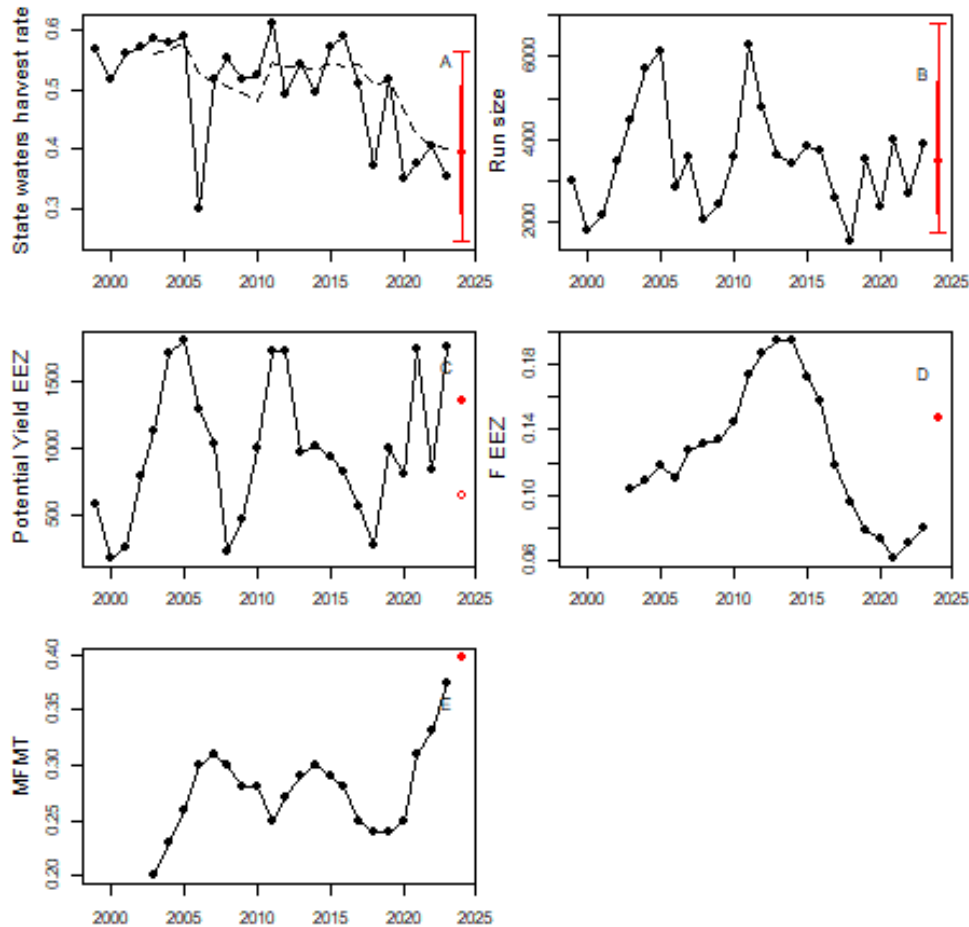 State waters harvest rate
0.6
0.5
0.4
0.3
A
2000 2005 2010 2015 2020 2025
Run size
6000
4000
2000
B
2000 2005 2010 2015 2020 2025
Potential Yield EEZ
1500
1000
500
C
2000 2005 2010 2015 2020 2025
F EEZ
0.18
0.14
0.10
0.06
D
2000 2005 2010 2015 2020 2025
MFMT
0.40
0.35
0.30
0.25
0.20
E
2000 2005 2010 2015 2020 2025